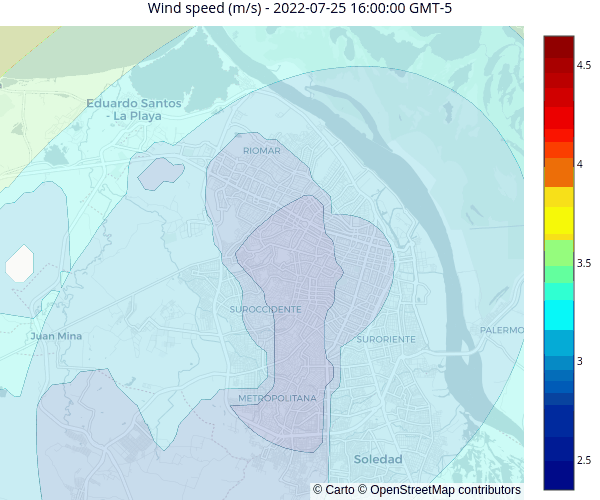 Wind speed (m/s) - 2022-07-25 16:00:00 GMT-5
Eduardo Santos
- La Playa
RIOMAR
SUROCCIDENTE
Juan Mina
SURORIENTE
PALERMO
METROPOLITANA
Soledad
© Carto © OpenStreetMap contributors
4.5
4
3.5
3
2.5